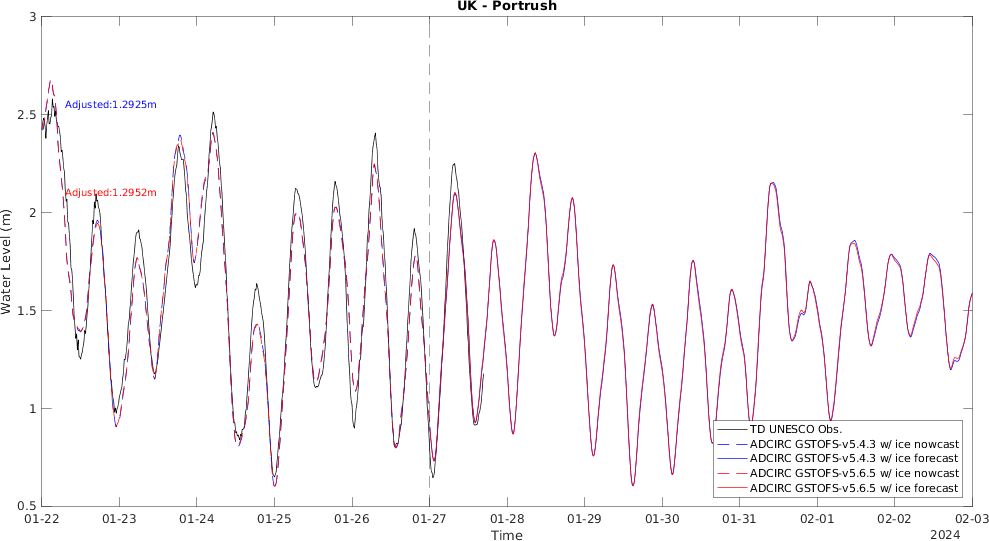 UK - Portrush
3
2.5
2
1.5
1
0.5
Water Level (m)
Adjusted:1.2925m
Adjusted:1.2952m
TD UNESCO Obs.
ADCIRC GSTOFS-v5.4.3 w/ ice nowcast
ADCIRC GSTOFS-v5.4.3 w/ ice forecast
ADCIRC GSTOFS-v5.6.5 w/ ice nowcast
ADCIRC GSTOFS-v5.6.5 w/ ice forecast
01-22 01-23 01-24 01-25 01-26 01-27 01-28 01-29 01-30 01-31 02-01 02-02 02-03
Time
2024